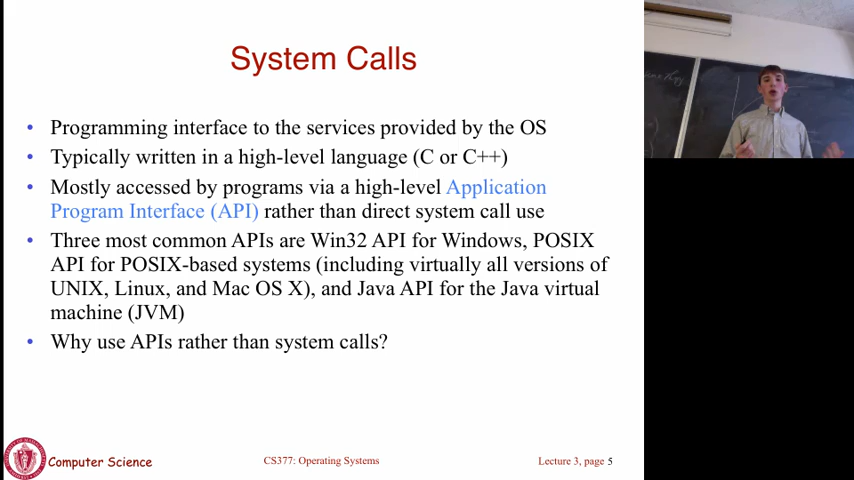 System Calls
• Programming interface to the services provided by the OS
• Typically written in a high-level language (C or C++)
• Mostly accessed by programs via a high-level Application
Program Interface (API) rather than direct system call use
• Three most common APIs are Win32 API for Windows, POSIX
API for POSIX-based systems (including virtually all versions of
UNIX, Linux, and Mac OS X), and Java API for the Java virtual
machine (JVM)
• Why use APIs rather than system calls?
Computer Science
CS377: Operating Systems
Lecture 3, page 5